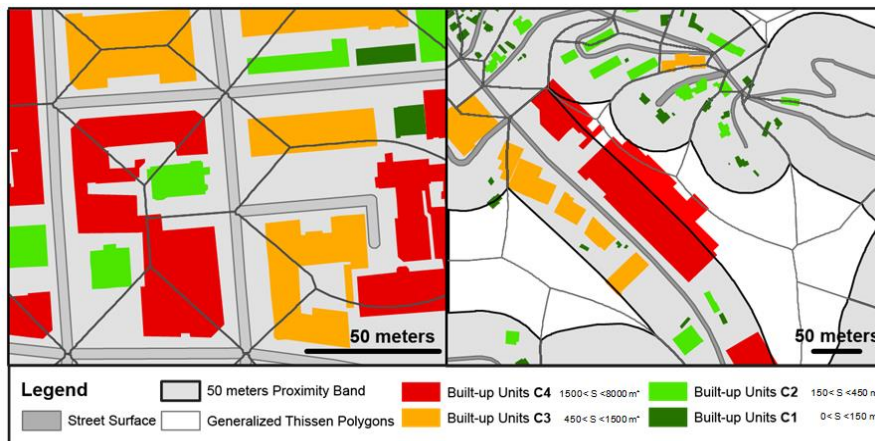 50 meters
50 meters
Legend
50 meters Proximity Band
Built-up Units C4 1500< S <8000 m²
Built-up Units C2 150< S <450 m
Street Surface
Generalized Thissen Polygons
Built-up Units C3 450< S <1500 m²
Built-up Units C1 0< S <150 m